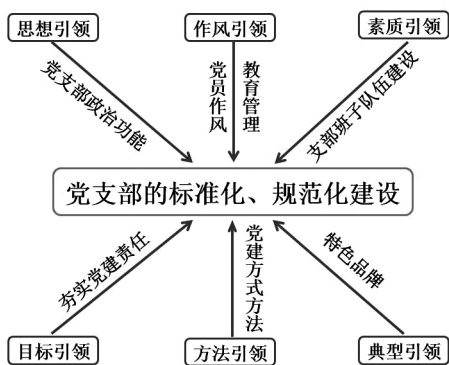 思想引领
作风引领
素质引领
党支部政治功能
党员作风
教育管理
支部班子队伍建设
党支部的标准化、规范化建设
夯实党建责任
党建方式方法
特色品牌
目标引领
方法引领
典型引领